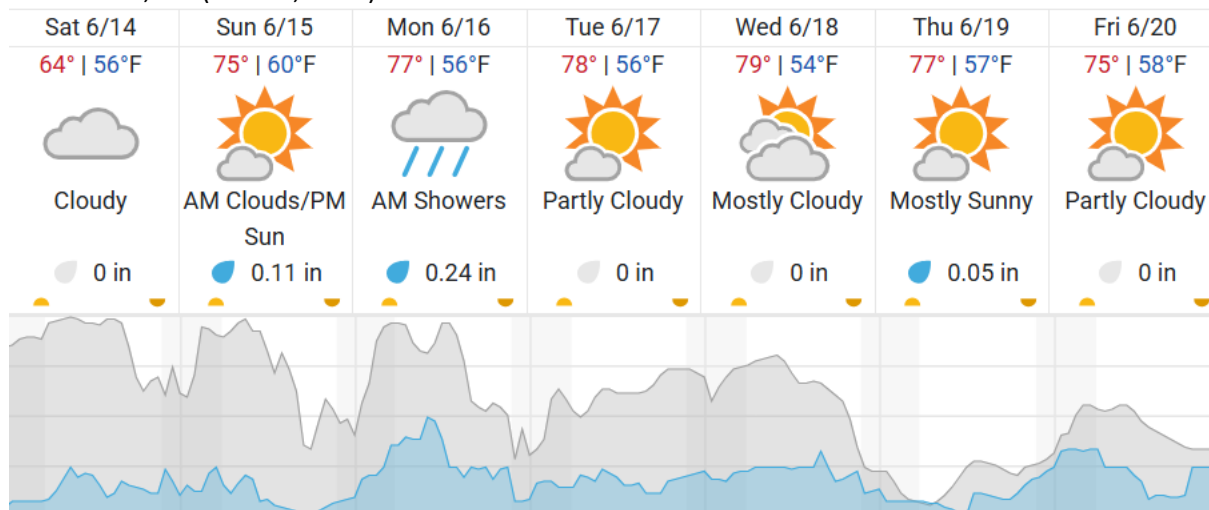 Sat 6/14 Sun 6/15 Mon 6/16 Tue 6/17 Wed 6/18 Thu 6/19 Fri 6/20
64° | 56°F 75° | 60°F 77° | 56°F 78° | 56°F 79° | 54°F 77° | 57°F 75° | 58°F
Cloudy AM Clouds/PM AM Showers Partly Cloudy Mostly Cloudy Mostly Sunny Partly Cloudy
Sun
0 in 0.11 in 0.24 in 0 in 0 in 0.05 in 0 in